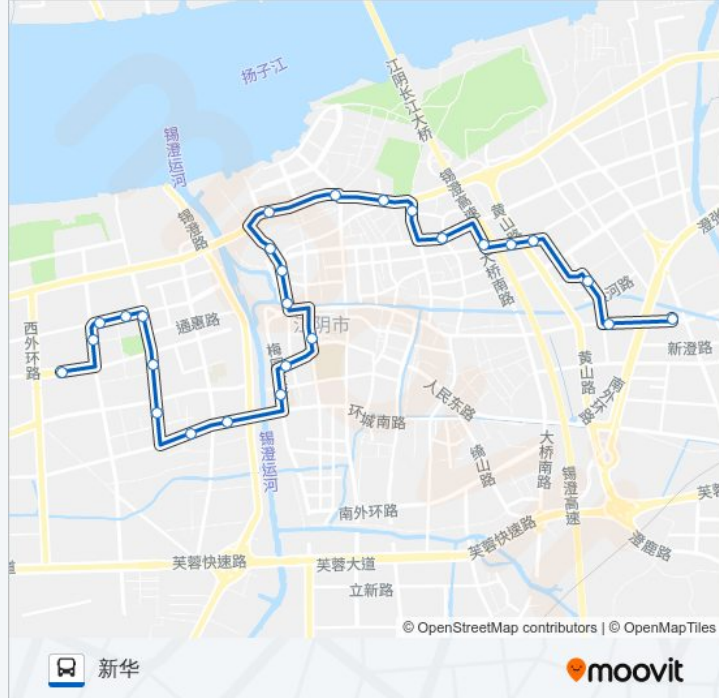 扬子江
江阴长江大桥
锡澄运河
锡澄路
锡澄高速
黄山路
澄张
大桥南路
河路
通惠路
江阴市
西外环路
新澄路
黄山路
南外环路
人民东路
环城南路
绮山路
大桥南路
锡澄高速
锡澄运河
南外环路
芙蓉快速路
芙蓉
澄鹿路
芙蓉快速路
芙蓉大道
道
立新路
© OpenStreetMap contributors | © OpenMapTiles
新华
moovit